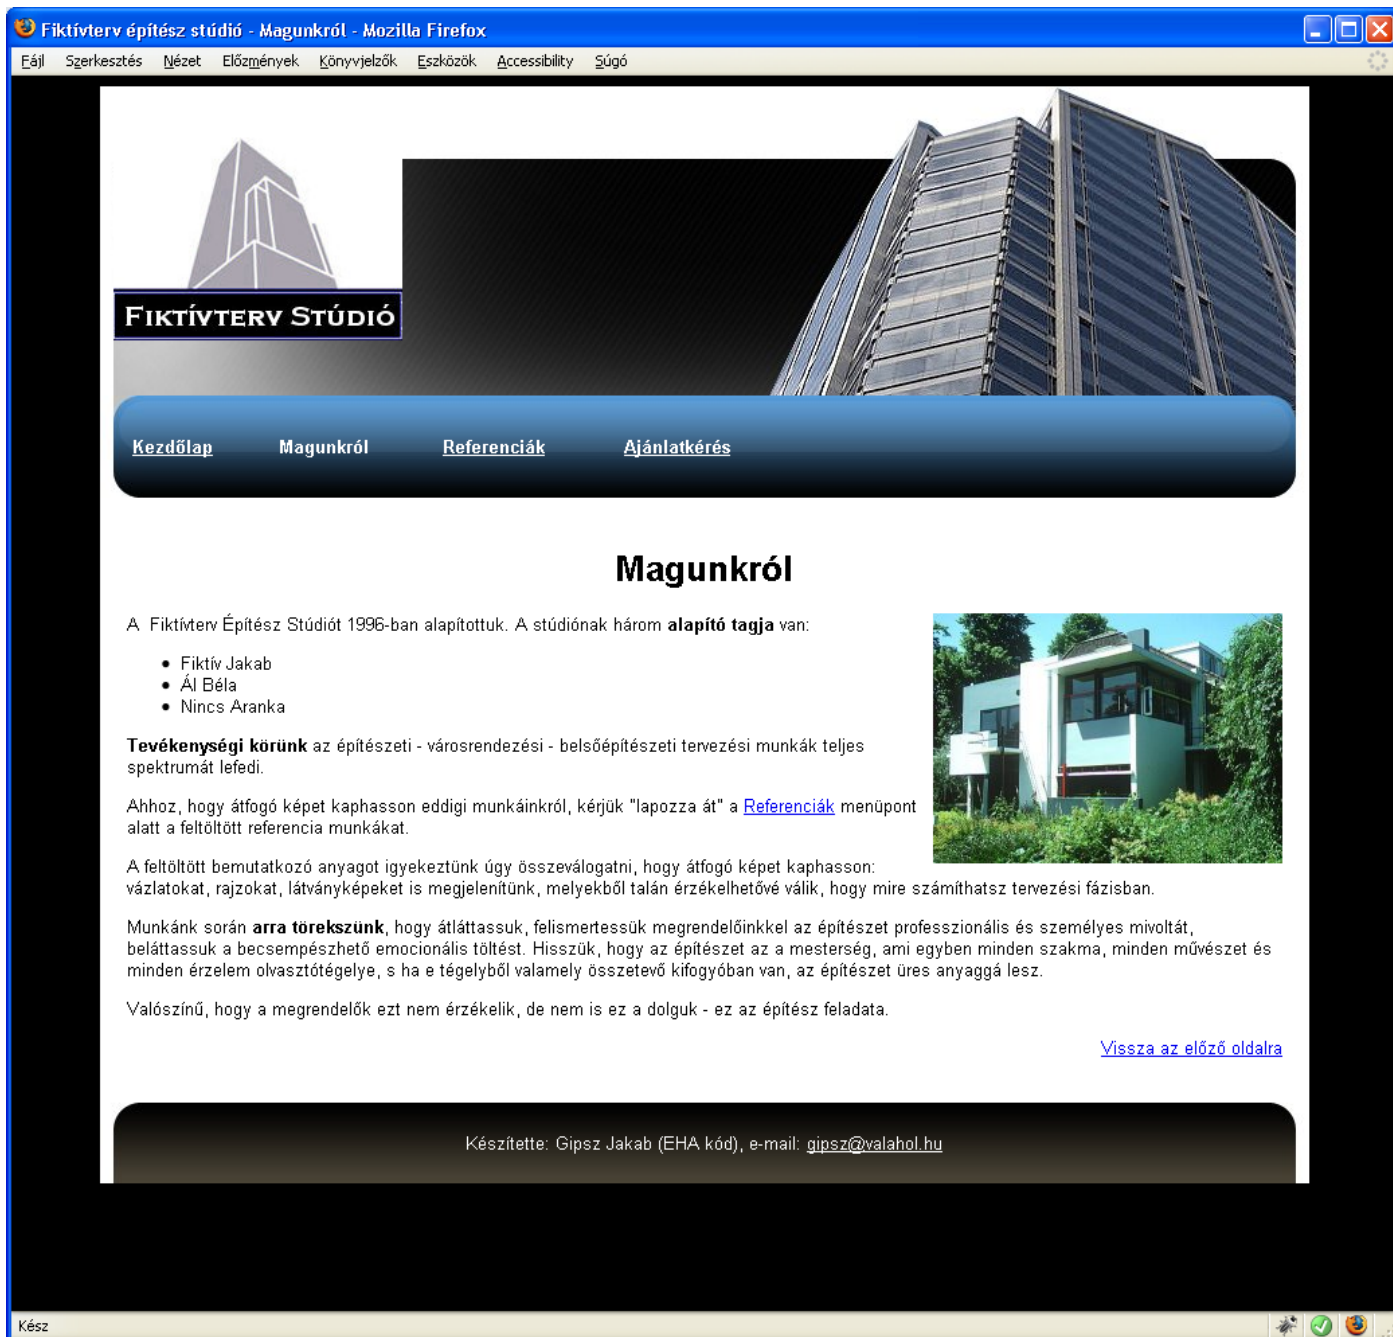 Fiktívterv építész stúdió - Magunkról - Mozilla Firefox
Fájl Szerkesztés Nézet Előzmények Könyvjelzők Eszközök Accessibility Súgó
FIKTÍVTERV STÚDIÓ
Kezdőlap Magunkról Referenciák Ajánlatkérés
Magunkról
A Fiktívterv Építész Stúdiót 1996-ban alapítottuk. A stúdiónak három alapító tagja van:
Fiktív Jakab
Ál Béla
Nincs Aranka
Tevékenységi körünk az építészeti - városrendezési - belsőépítészeti tervezési munkák teljes
spektrumát lefedi.
Ahhoz, hogy átfogó képet kaphasson eddigi munkáinkról, kérjük "lapozza át" a Referenciák menüpont
alatt a feltöltött referencia munkákat.
A feltöltött bemutatkozó anyagot igyekeztünk úgy összeválogatni, hogy átfogó képet kaphasson:
vázlatokat, rajzokat, látványképeket is megjelenítünk, melyekből talán érzékelhetővé válik, hogy mire számíthatsz tervezési fázisban.
Munkánk során arra törekszünk, hogy átláttassuk, felismertessük megrendelőinkkel az építészet professzionális és személyes mivoltát,
beláttassuk a becsempészhető emocionális töltést. Hisszük, hogy az építészet az a mesterség, ami egyben minden szakma, minden művészet és
minden érzelem olvasztótégelye, s ha e tégelyből valamely összetevő kifogyóban van, az építészet üres anyaggá lesz.
Valószínű, hogy a megrendelők ezt nem érzékelik, de nem is ez a dolguk - ez az építész feladata.
Vissza az előző oldalra
Készítette: Gipsz Jakab (EHA kód), e-mail: gipsz@valahol.hu
Kész